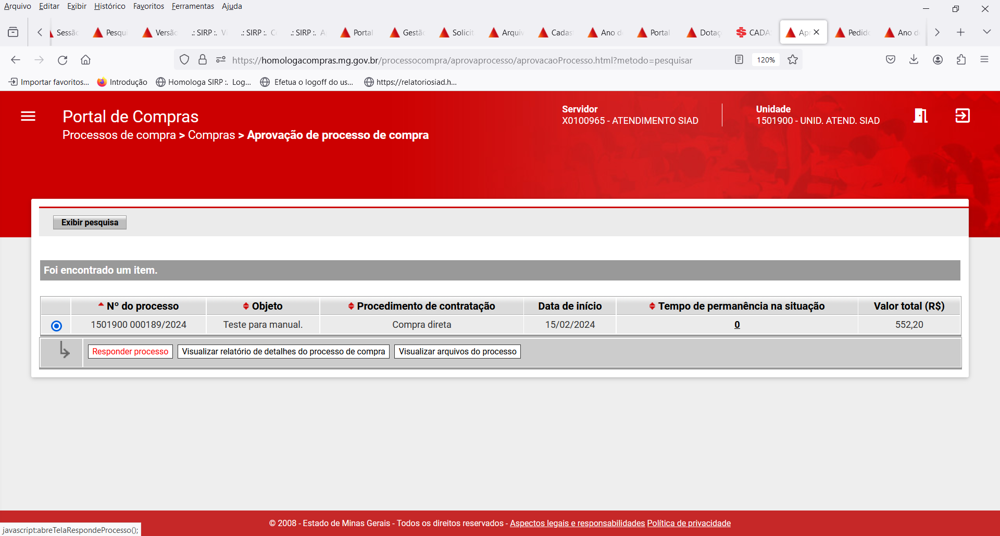 Arquivo Editar Exibir Histórico Favoritos Ferramentas Ajuda
Sessão Pesqui Versão .: SIRP :. V .: SIRP :. C .: SIRP :. A Portal Gestão Solicit Arquiv Cadas Ano d Portal Dotaç CADA Apr Pedido Ano d
https://homologacompras.mg.gov.br/processocompra/aprovaprocesso/aprovacaoProcesso.html?metodo=pesquisar 120%
Importar favoritos... Introdução Homologa SIRP :. Log... Efetua o logoff do us... https://relatoriosiad.h...
Portal de Compras
Processos de compra > Compras > Aprovação de processo de compra
Servidor
X0100965 - ATENDIMENTO SIAD
Unidade
1501900 - UNID. ATEND. SIAD
Exibir pesquisa
Foi encontrado um item.
Nº do processo Objeto Procedimento de contratação Data de início Tempo de permanência na situação Valor total (R$)
1501900 000189/2024 Teste para manual. Compra direta 15/02/2024 0 552,20
Responder processo Visualizar relatório de detalhes do processo de compra Visualizar arquivos do processo
© 2008 - Estado de Minas Gerais - Todos os direitos reservados - Aspectos legais e responsabilidades Política de privacidade
javascript:abreTelaRespondeProcesso();